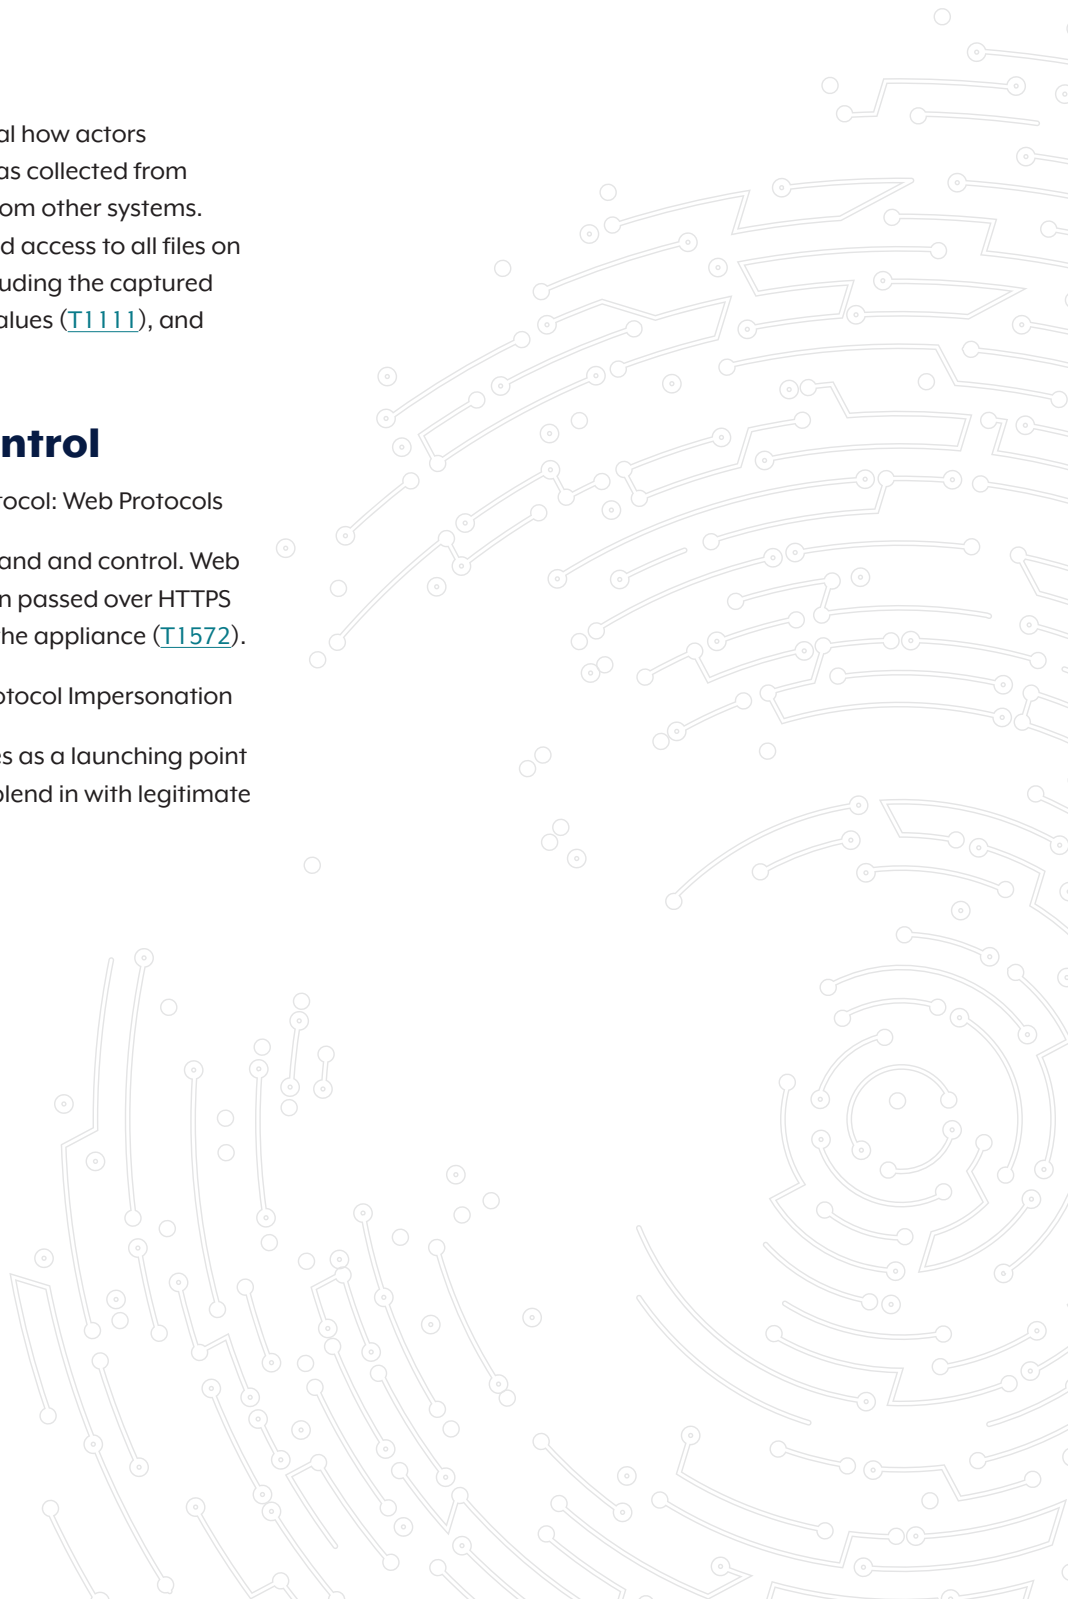 al how actors
as collected from
om other systems.
d access to all files on
uding the captured
alues (T1111), and
ntrol
tocol: Web Protocols
and and control. Web
n passed over HTTPS
he appliance (T1572).
otocol Impersonation
es as a launching point
blend in with legitimate